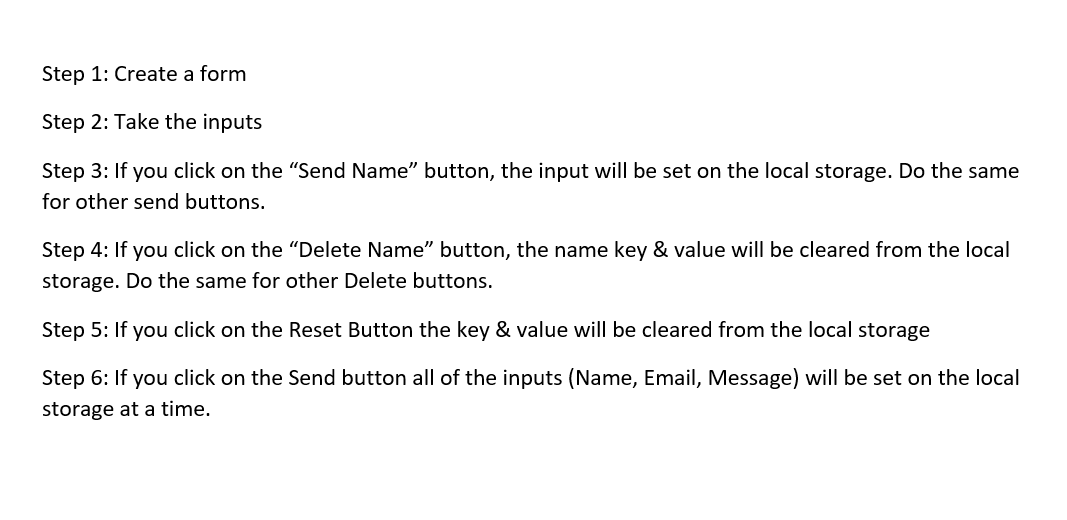 Step 1: Create a form
Step 2: Take the inputs
Step 3: If you click on the “Send Name” button, the input will be set on the local storage. Do the same
for other send buttons.
Step 4: If you click on the “Delete Name” button, the name key & value will be cleared from the local
storage. Do the same for other Delete buttons.
Step 5: If you click on the Reset Button the key & value will be cleared from the local storage
Step 6: If you click on the Send button all of the inputs (Name, Email, Message) will be set on the local
storage at a time.